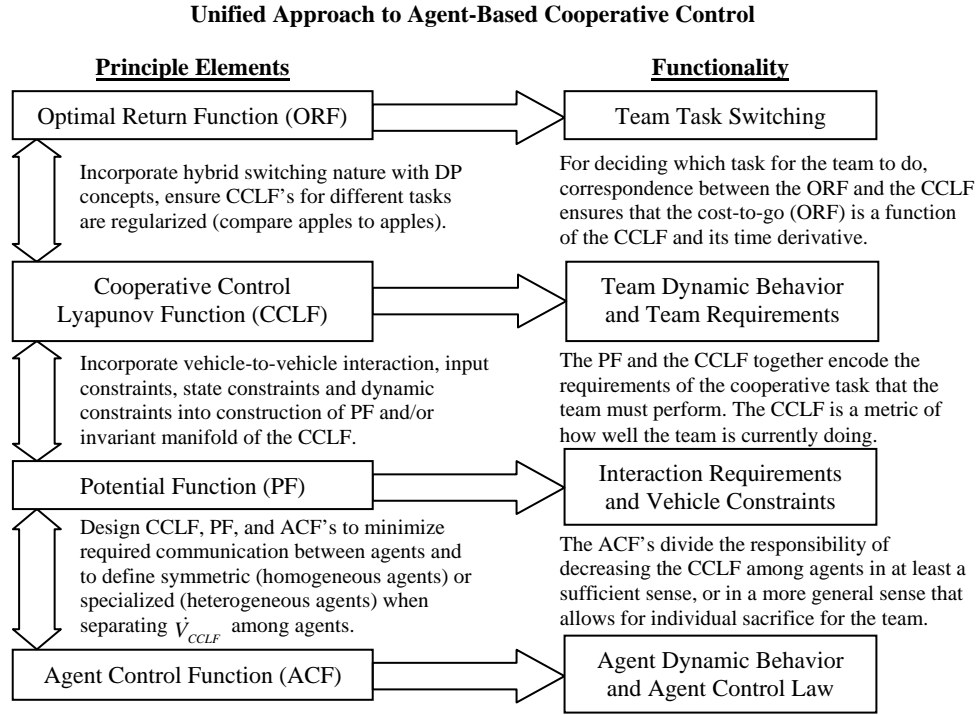 Unified Approach to Agent-Based Cooperative Control
Principle Elements
Functionality
Optimal Return Function (ORF)
Team Task Switching
Incorporate hybrid switching nature with DP
concepts, ensure CCLF's for different tasks
are regularized (compare apples to apples).
For deciding which task for the team to do,
correspondence between the ORF and the CCLF
ensures that the cost-to-go (ORF) is a function
of the CCLF and its time derivative.
Cooperative Control
Lyapunov Function (CCLF)
Team Dynamic Behavior
and Team Requirements
Incorporate vehicle-to-vehicle interaction, input
constraints, state constraints and dynamic
constraints into construction of PF and/or
invariant manifold of the CCLF.
The PF and the CCLF together encode the
requirements of the cooperative task that the
team must perform. The CCLF is a metric of
how well the team is currently doing.
Potential Function (PF)
Interaction Requirements
and Vehicle Constraints
Design CCLF, PF, and ACF's to minimize
required communication between agents and
to define symmetric (homogeneous agents) or
specialized (heterogeneous agents) when
separating V̇_CCLF among agents.
The ACF's divide the responsibility of
decreasing the CCLF among agents in at least a
sufficient sense, or in a more general sense that
allows for individual sacrifice for the team.
Agent Control Function (ACF)
Agent Dynamic Behavior
and Agent Control Law